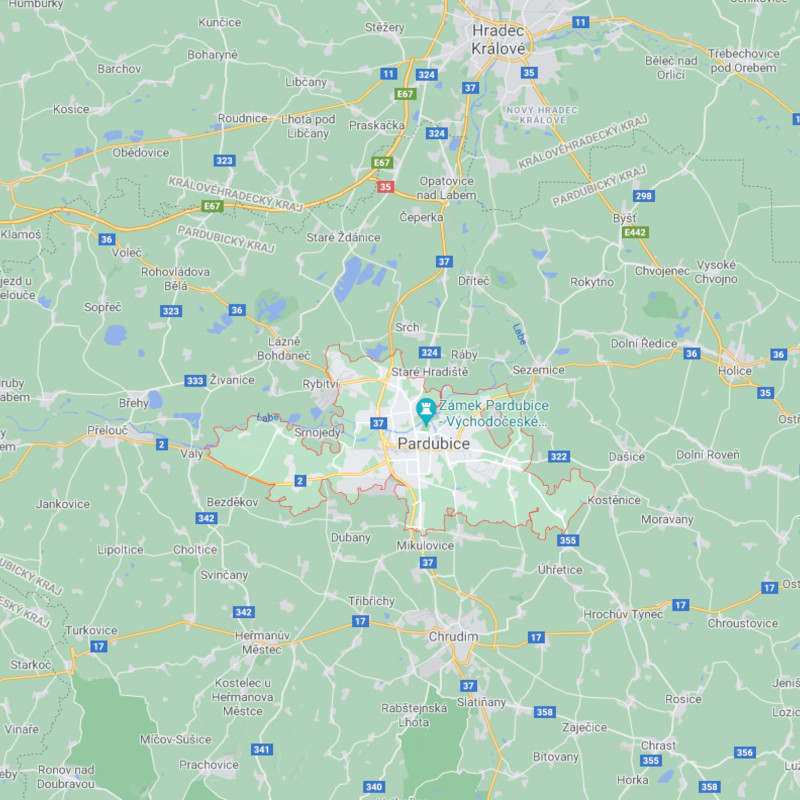 Humburky
Kunčice
Stěžery
11
Hradec
Králové
Boharyně
Barchov
Libčany
11
324
35
37
E67
Běleč nad
Orlicí
Třebechovice
pod Orebem
Kosice
Roudnice
Lhota pod
Libčany
Praskačka
324
NOVÝ HRADEC
KRÁLOVÉ
KRÁLOVÉHRADECKÝ KRAJ
Obědovice
323
E67
35
KRÁLOVÉHRADECKÝ KRAJ
E67
Opatovice
nad Labem
PARDUBICKÝ KRAJ
298
Čeperka
Býšť
E442
Klamoš
36
Voleč
PARDUBICKÝ KRAJ
Staré Ždánice
37
Rohovládova
Bělá
Dříteč
Rokytno
Chvojenec
Vysoké
Chvojno
jezd u
elouče
Sopřeč
323
36
Srch
Labe
Lázně
Bohdaneč
324
Ráby
Dolní Ředice
36
36
Staré Hradiště
Sezemice
Holice
35
333
Živanice
Rybitví
ruby
abem
Břehy
Labe
37
Zámek Pardubice
- Východočeské...
Přelouč
2
Valy
Srnojedy
Pardubice
322
Dašice
Dolní Roveň
2
Kostěnice
Jankovice
Bezděkov
342
Moravany
Dubany
Mikulovice
355
Lipoltice
Choltice
37
Úhřetice
Svinčany
17
Třibřichy
342
17
17
Hrochův Týnec
Chroustovice
Turkovice
17
Heřmanův
Městec
Chrudim
17
Starkoč
Kostelec u
Heřmanova
Městce
37
Slatiňany
Rosice
Rabštejnská
Lhota
358
Zaječice
Vinaře
Míčov-Sušice
341
Bítovany
Chrast
355
356
Prachovice
Ronov nad
Doubravou
340
Horka
358